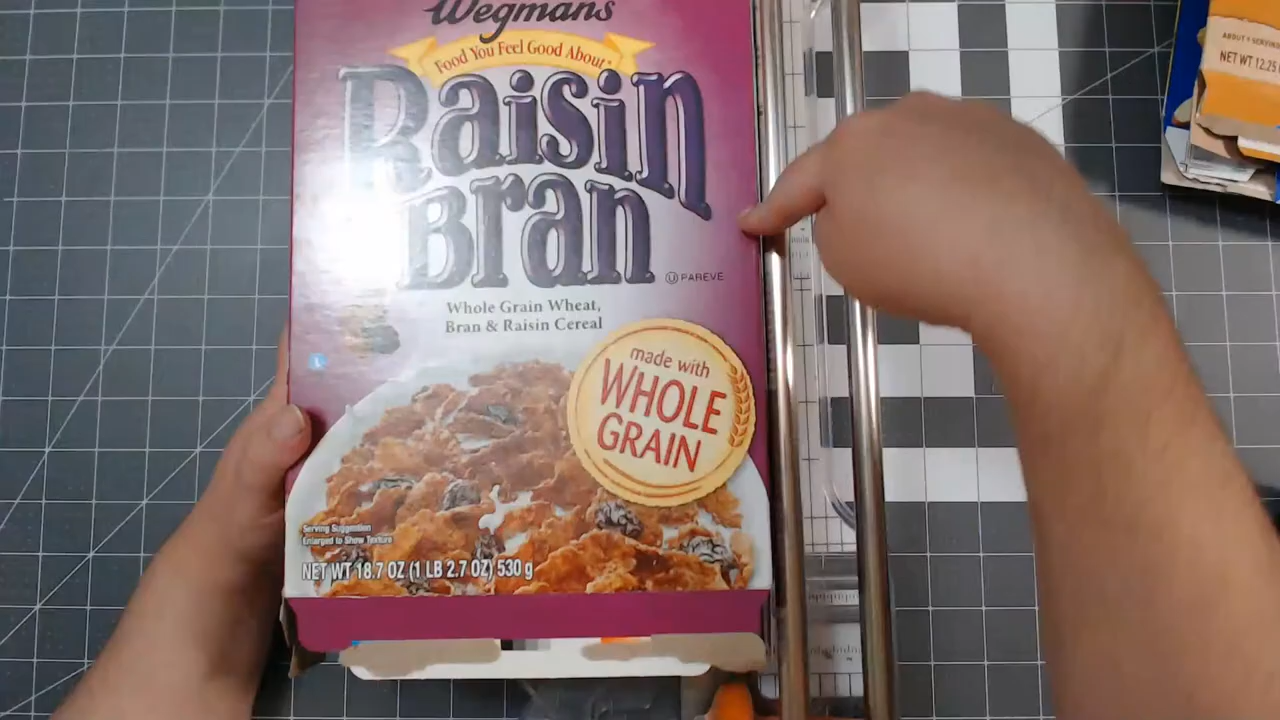 Wegmans
Food You Feel Good About®
Raisin
Bran
U PAREVE
Whole Grain Wheat,
Bran & Raisin Cereal
made with
WHOLE
GRAIN
Serving Suggestion
Enlarged to Show Texture
NET WT 18.7 OZ (1 LB 2.7 OZ) 530 g
NET WT 12.25